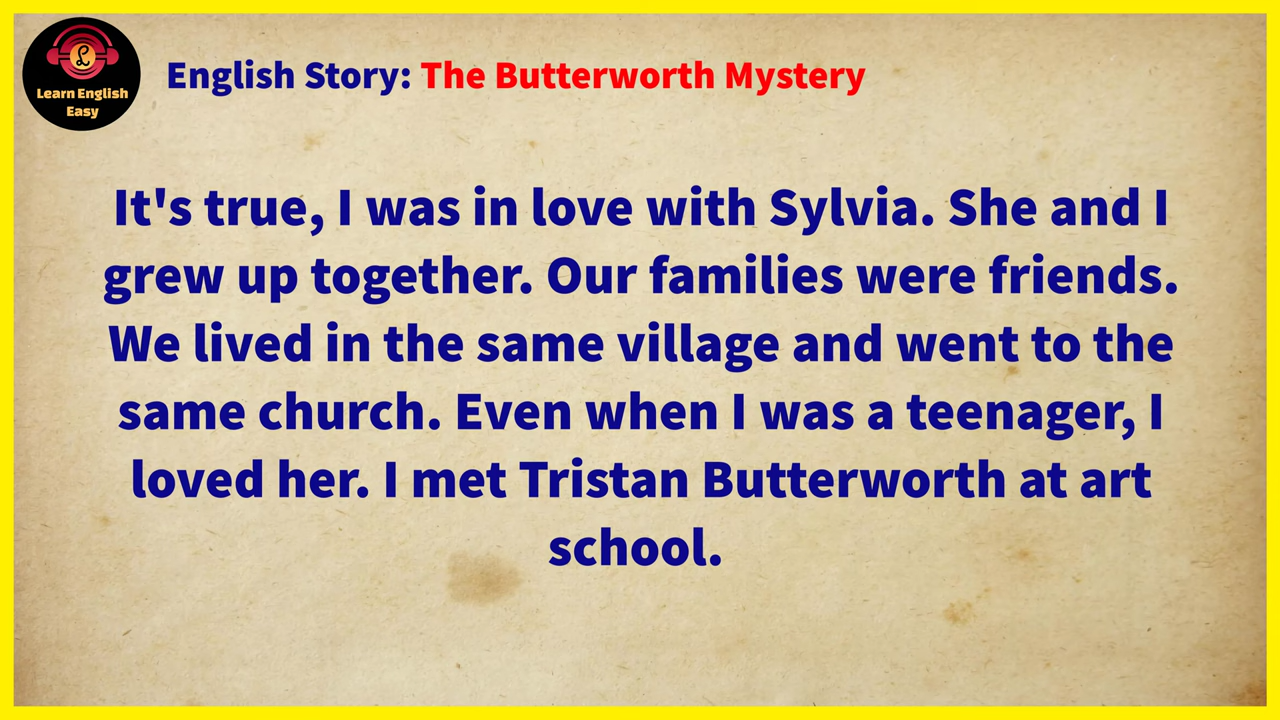 Learn English
Easy
English Story: The Butterworth Mystery
It's true, I was in love with Sylvia. She and I
grew up together. Our families were friends.
We lived in the same village and went to the
same church. Even when I was a teenager, I
loved her. I met Tristan Butterworth at art
school.